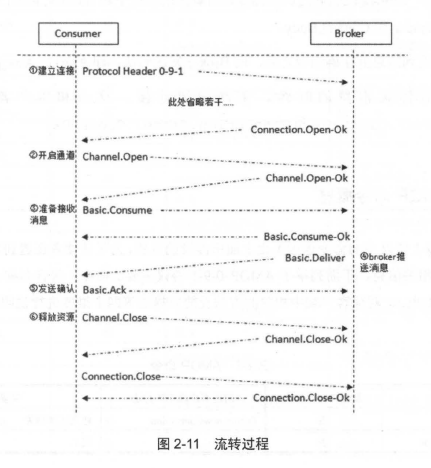 Consumer
Broker
①建立连接 Protocol Header 0-9-1
此处省略若干.....
Connection.Open-Ok
②开启通道 Channel.Open
Channel.Open-Ok
③准备接收 Basic.Consume
消息
Basic.Consume-Ok
Basic.Deliver ④broker推
送消息
⑤发送确认 Basic.Ack
⑥释放资源 Channel.Close
Channel.Close-Ok
Connection.Close
Connection.Close-Ok
图 2-11 流转过程